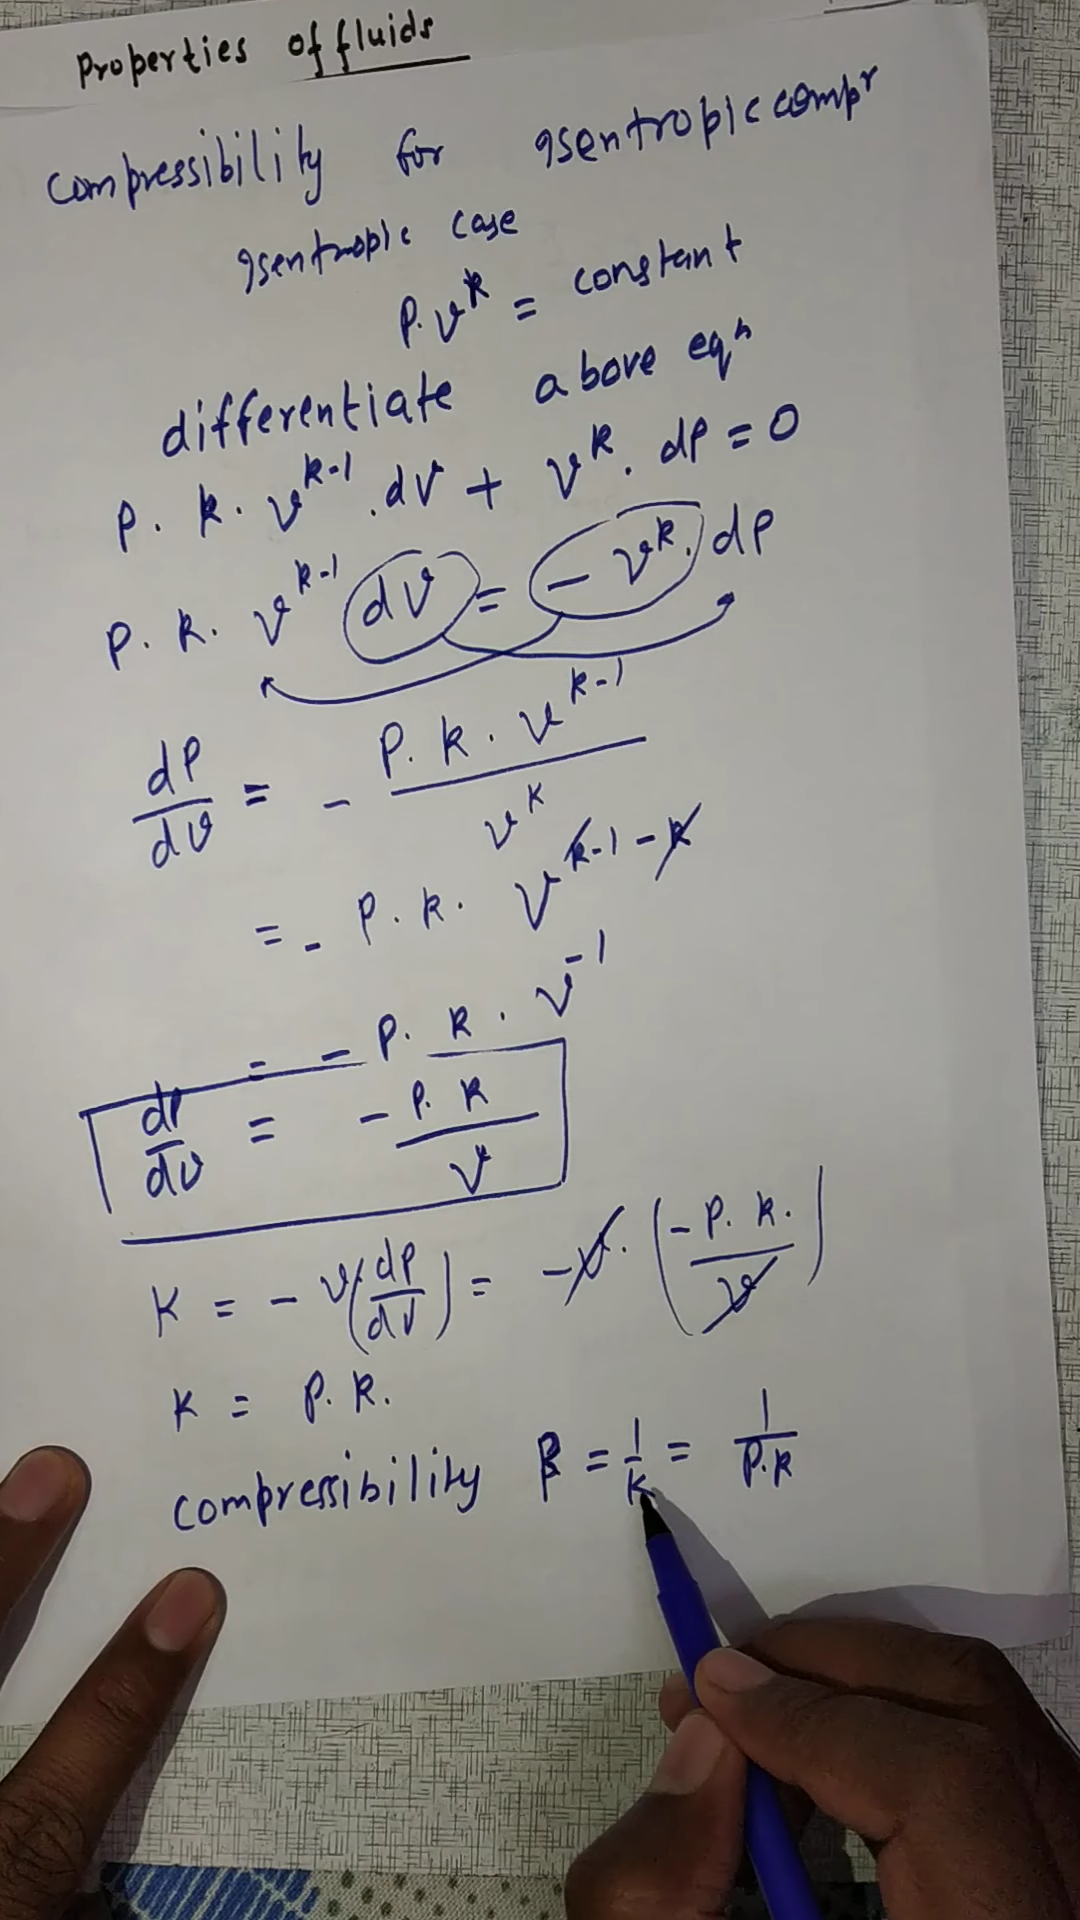 Properties of fluids
compressibility for isentropic compr
isentropic case
P. v^k = constant
differentiate above eqn
P. k. v^k-1 . dv + v^k. dp = 0
P. k. v^k-1 dv = - v^k. dp
dP/dv = - P. k. v^k-1 / v^k
= - P. k. v^k-1-k
= - P. k. v^-1
dp/dv = - P. k / v
K = - v(dp/dv) = - v. (- P. k. / v)
K = P. k.
compressibility β = 1/K = 1/P.k